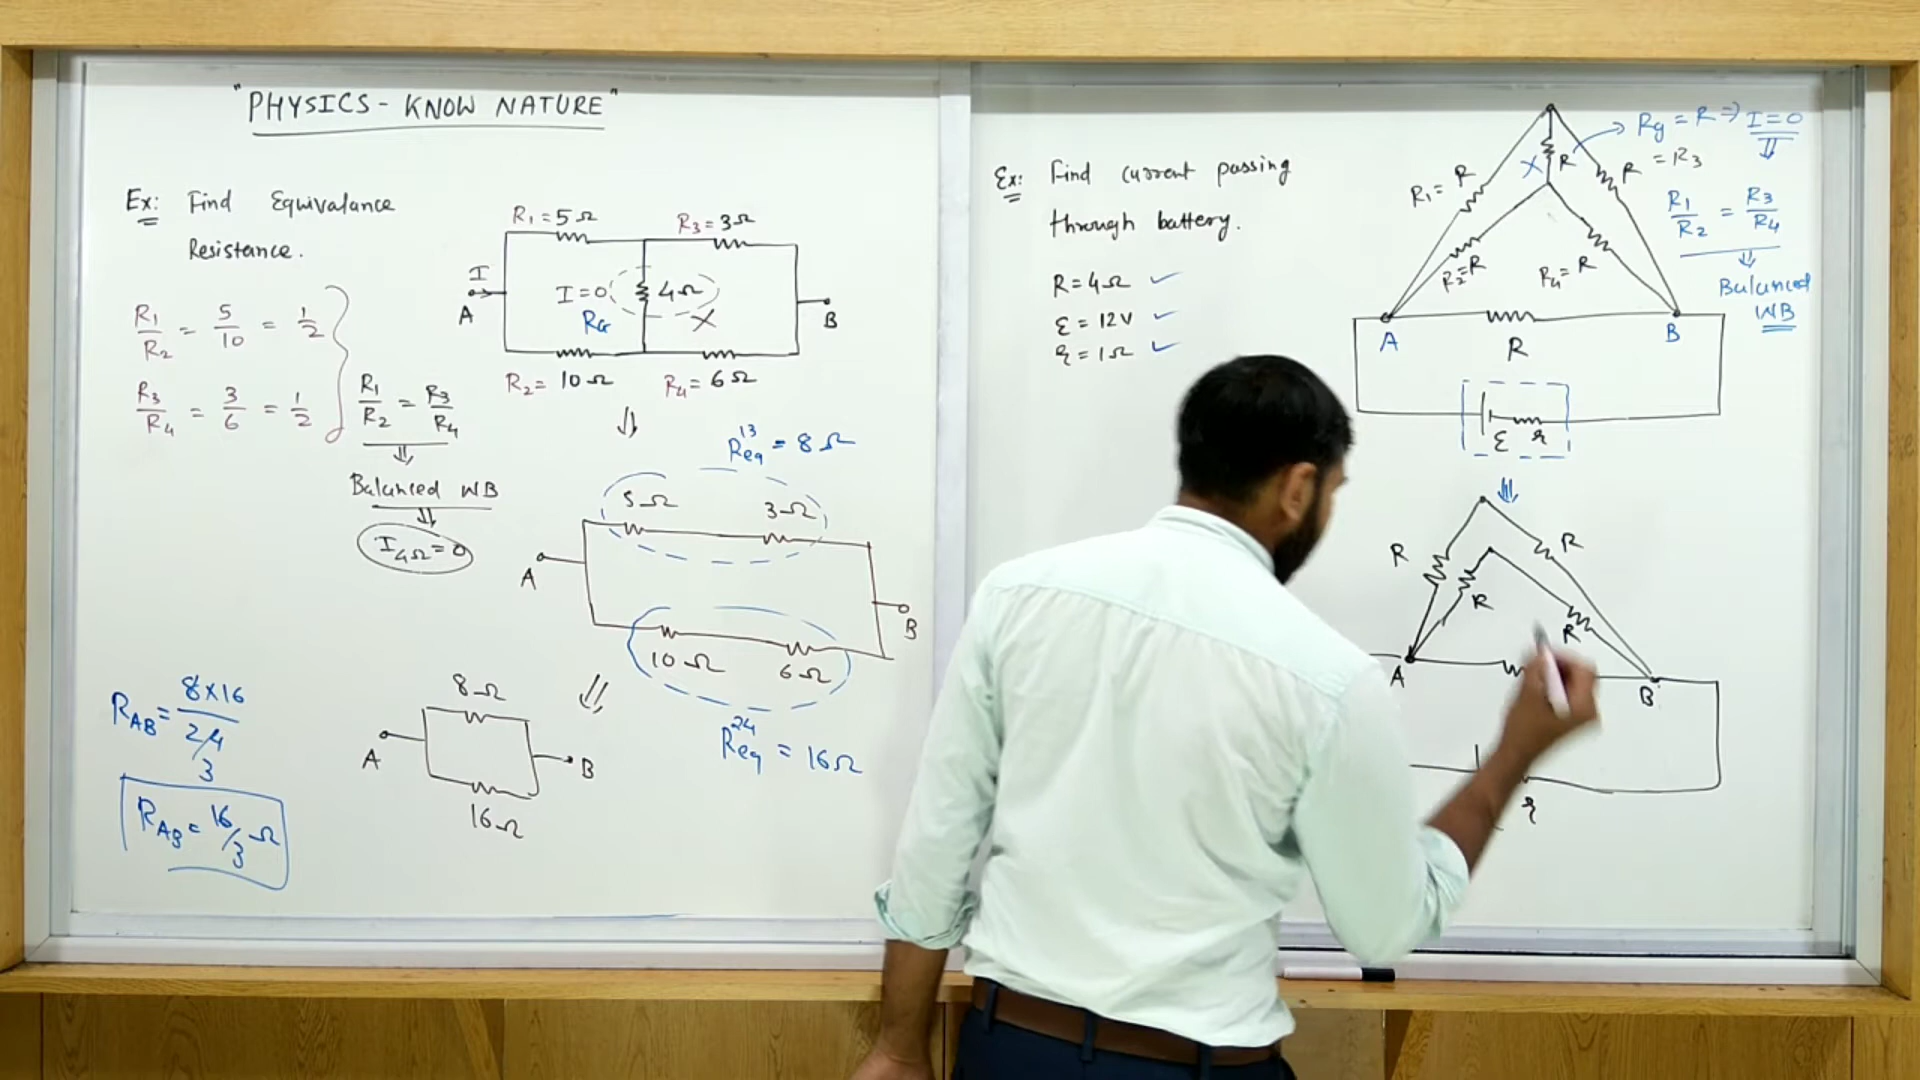 "PHYSICS - KNOW NATURE"
Ex: Find Equivalance
Resistance.
R₁ = 5Ω
R₃ = 3Ω
I
A
I=0
4Ω
RG
X
B
R₂ = 10Ω
R₄ = 6Ω
R₁/R₂ = 5/10 = 1/2
R₃/R₄ = 3/6 = 1/2
R₁/R₂ = R₃/R₄
⇓
Balanced WB
⇓
I₄Ω = 0
⇓
Req¹³ = 8Ω
5Ω
3Ω
A
B
10Ω
6Ω
Req²⁴ = 16Ω
8Ω
A
B
16Ω
RAB = 8×16/24
3
RAB = 16/3 Ω
Ex: Find current passing
through battery.
R = 4Ω ✓
ε = 12V ✓
r = 1Ω ✓
Rg = R ⇒ I=0
⇓
R₁ = R
X
R
R = R₃
R₂ = R
R₄ = R
R₁/R₂ = R₃/R₄
⇓
Balanced
WB
A
R
B
ε
r
⇓
R
R
R
R
A
B
r